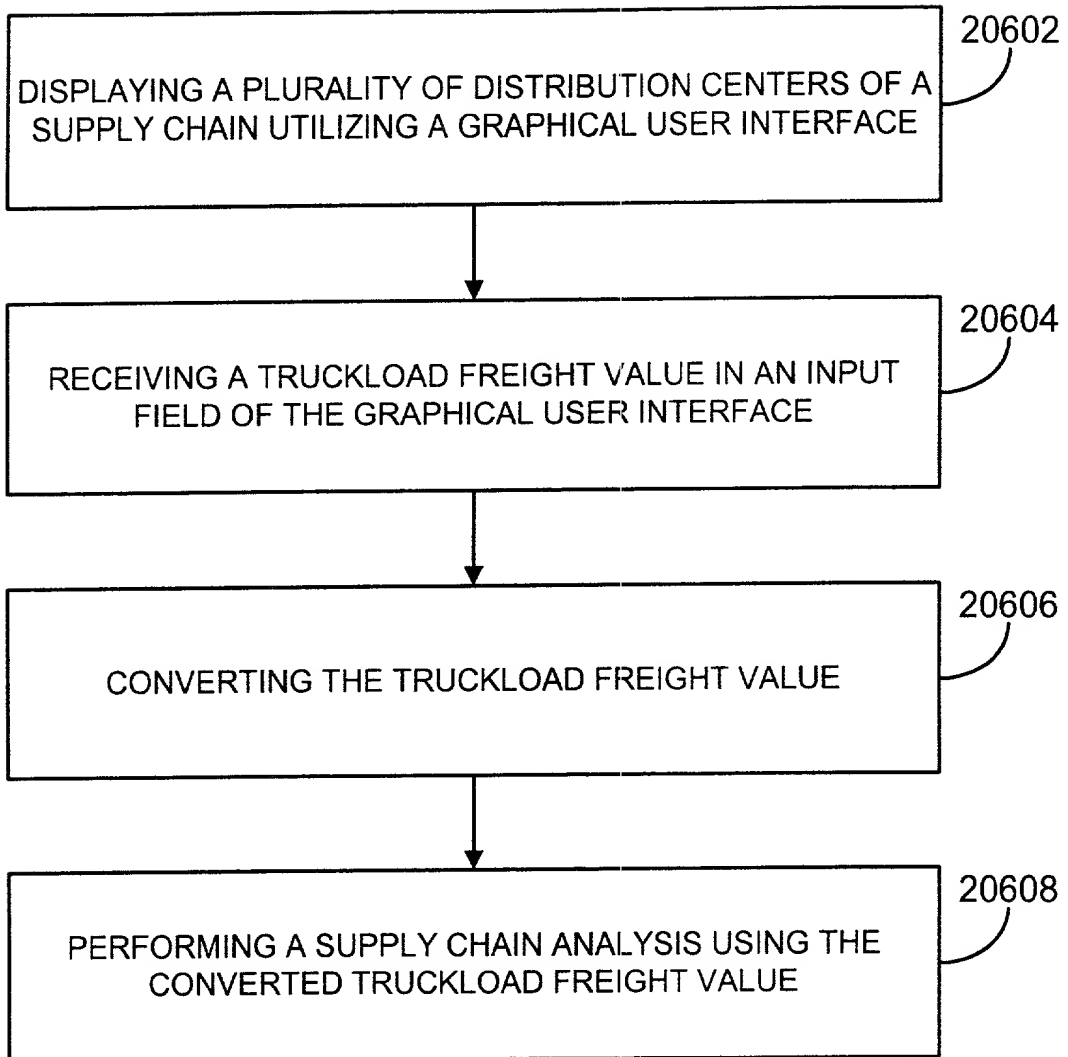 20602
DISPLAYING A PLURALITY OF DISTRIBUTION CENTERS OF A
SUPPLY CHAIN UTILIZING A GRAPHICAL USER INTERFACE
20604
RECEIVING A TRUCKLOAD FREIGHT VALUE IN AN INPUT
FIELD OF THE GRAPHICAL USER INTERFACE
20606
CONVERTING THE TRUCKLOAD FREIGHT VALUE
20608
PERFORMING A SUPPLY CHAIN ANALYSIS USING THE
CONVERTED TRUCKLOAD FREIGHT VALUE